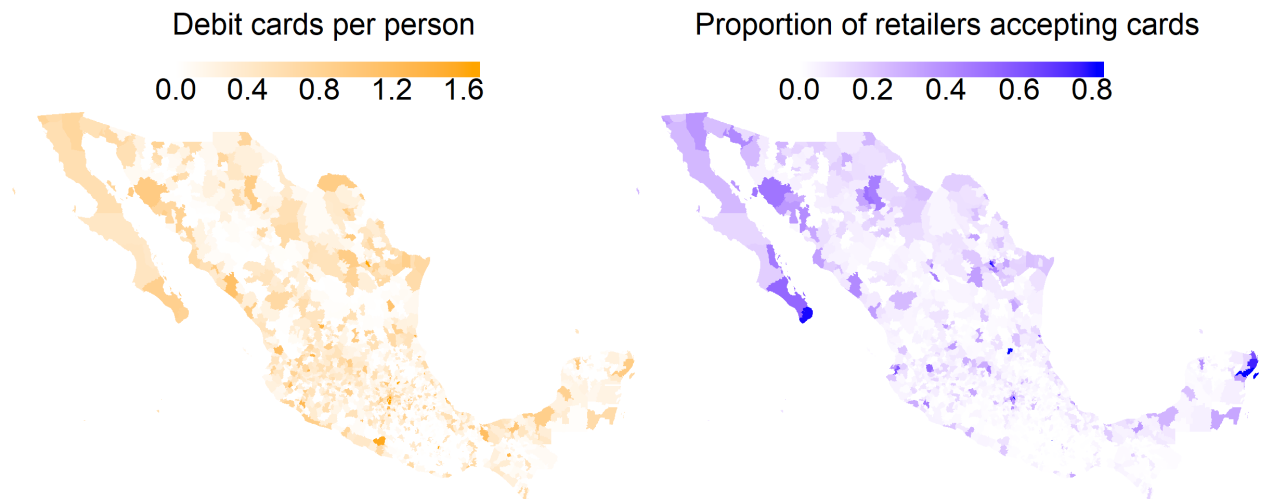 Debit cards per person
0.0 0.4 0.8 1.2 1.6
Proportion of retailers accepting cards
0.0 0.2 0.4 0.6 0.8